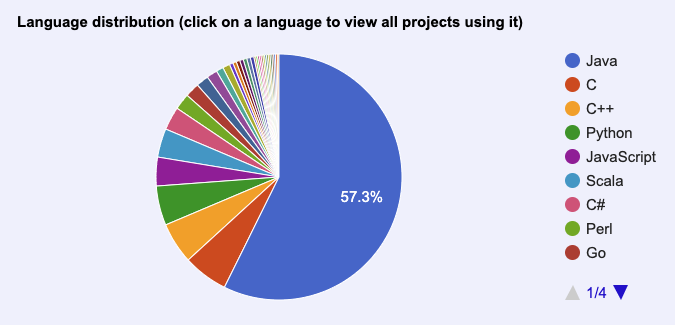 Language distribution (click on a language to view all projects using it)
57.3%
Java
C
C++
Python
JavaScript
Scala
C#
Perl
Go
1/4